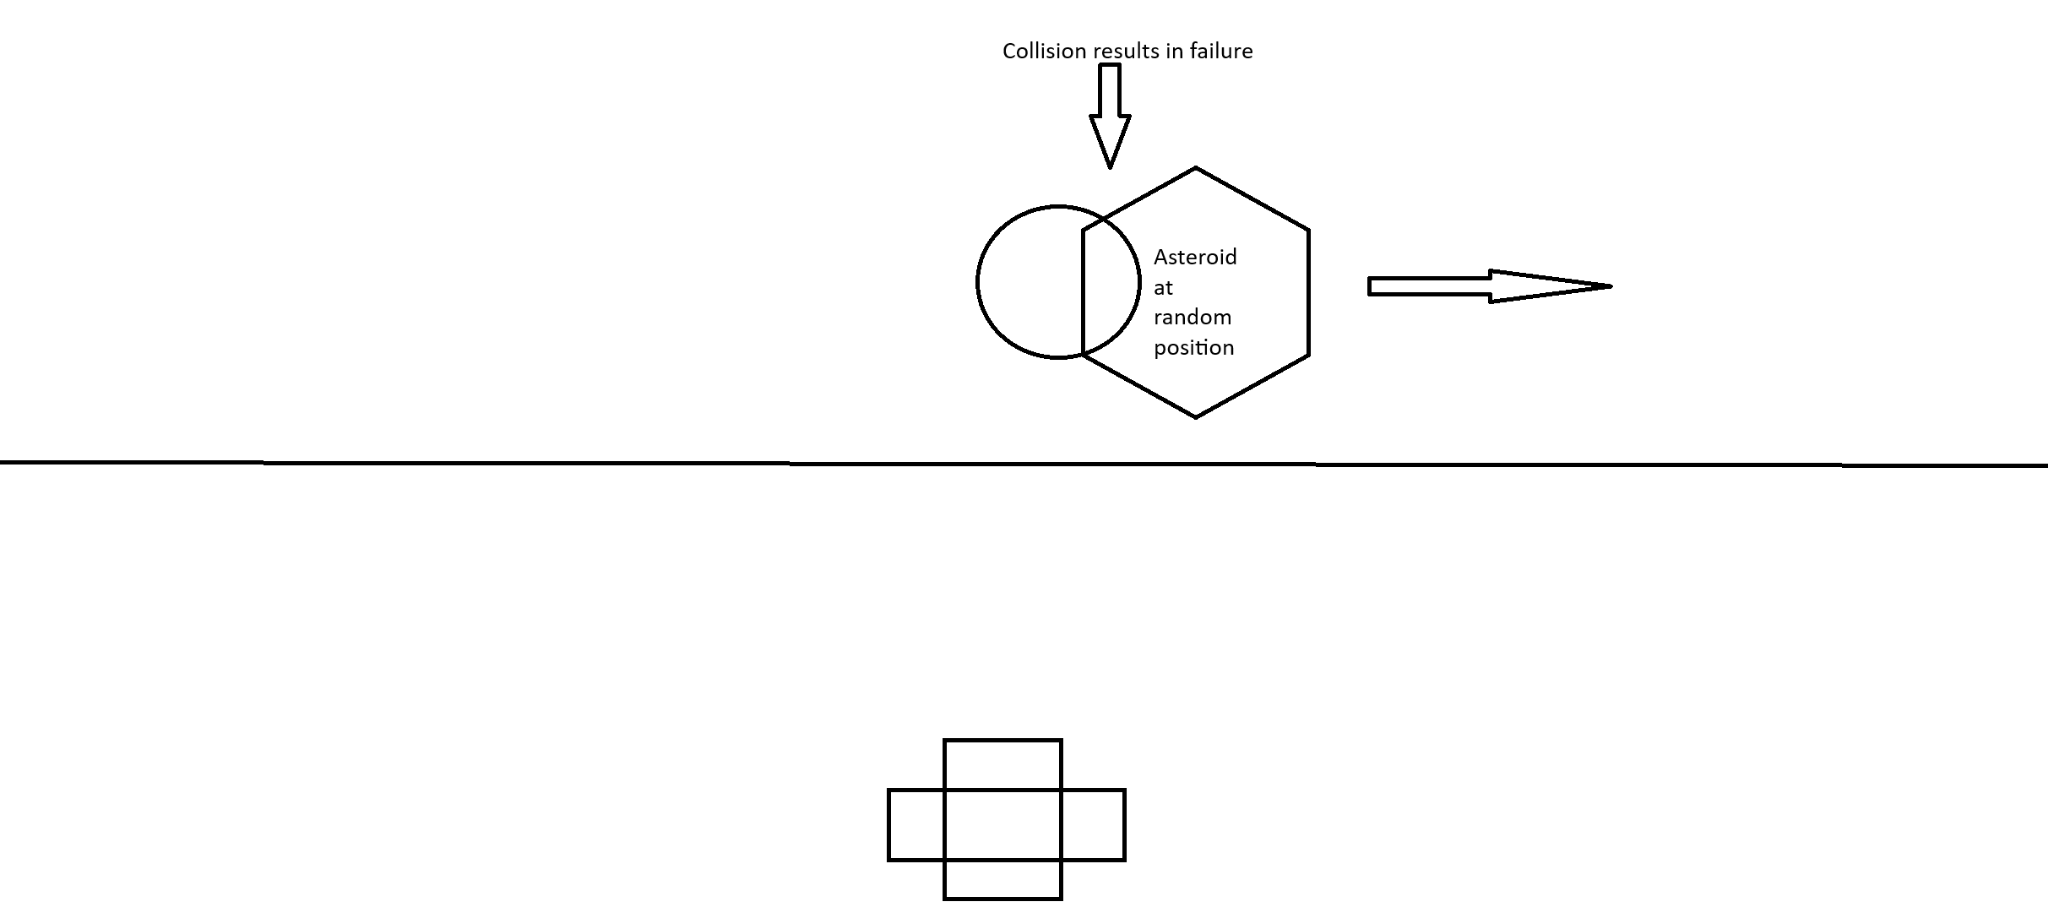 Collision results in failure
Asteroid
at
random
position